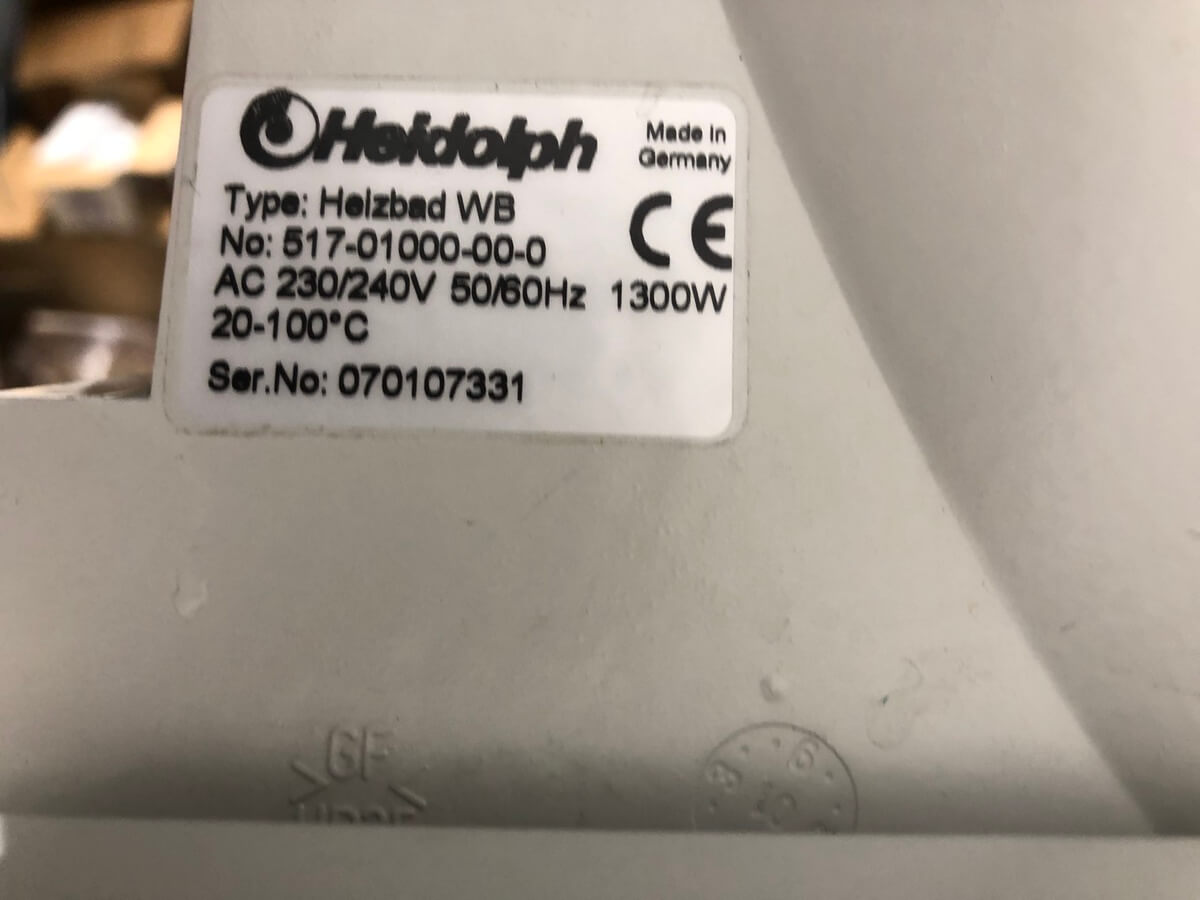 Heidolph
Made in
Germany
Type: Heizbad WB
CE
No: 517-01000-00-0
AC 230/240V 50/60Hz 1300W
20-100°C
Ser.No: 070107331
GF